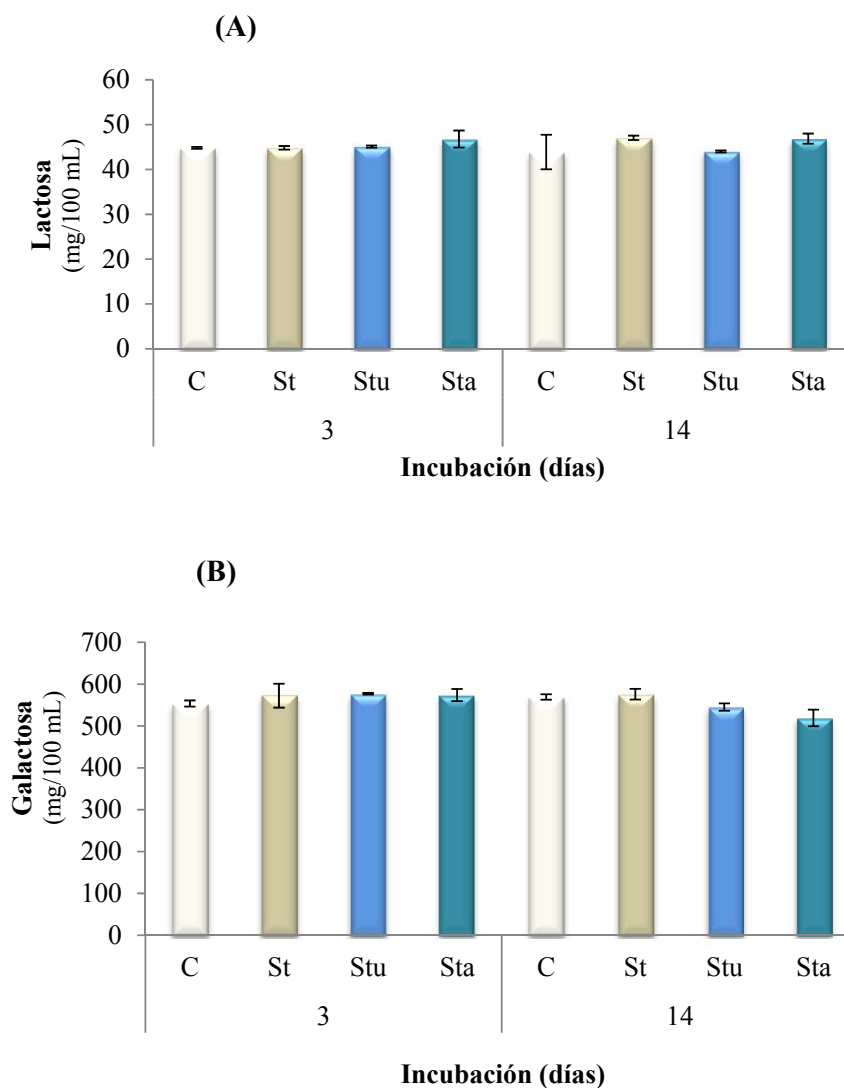 (A)
60
50
40
30
20
10
0
Lactosa
(mg/100 mL)
C St Stu Sta C St Stu Sta
3 14
Incubación (días)
(B)
700
600
500
400
300
200
100
0
Galactosa
(mg/100 mL)
C St Stu Sta C St Stu Sta
3 14
Incubación (días)